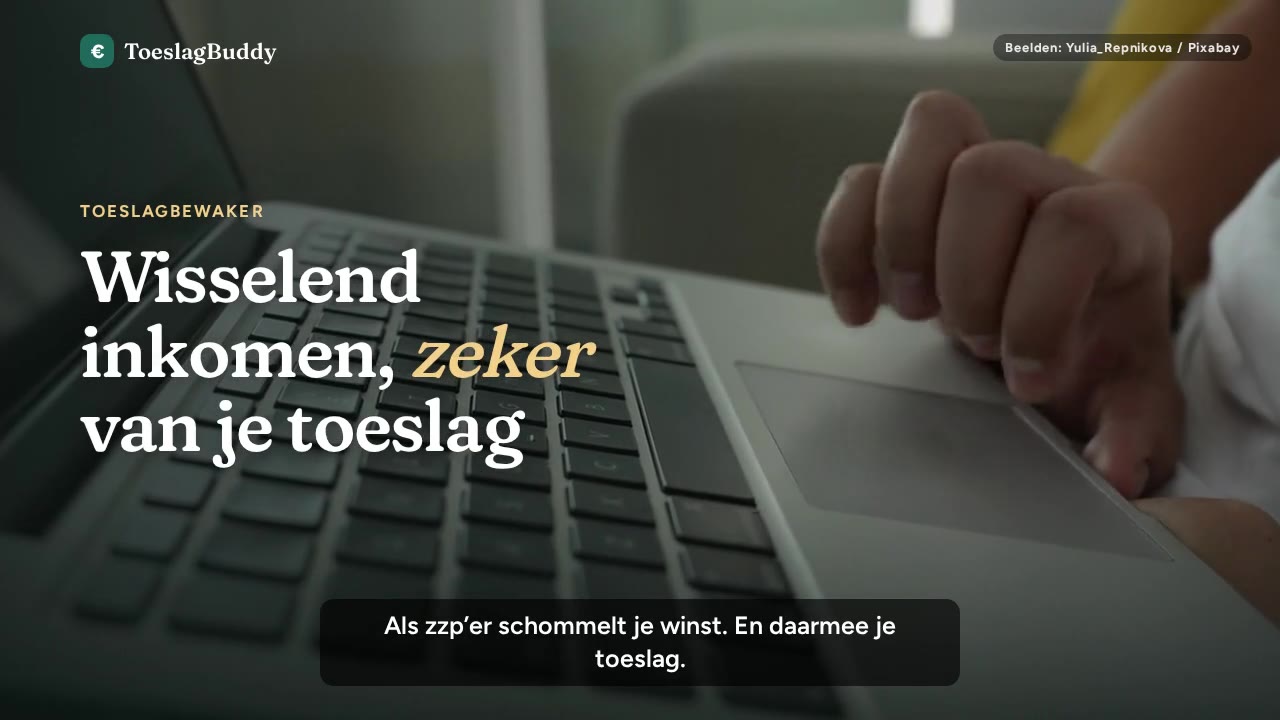 € ToeslagBuddy
Beelden: Yulia_Repnikova / Pixabay
TOESLAGBEWAKER
Wisselend
inkomen, zeker
van je toeslag
Als zzp’er schommelt je winst. En daarmee je
toeslag.